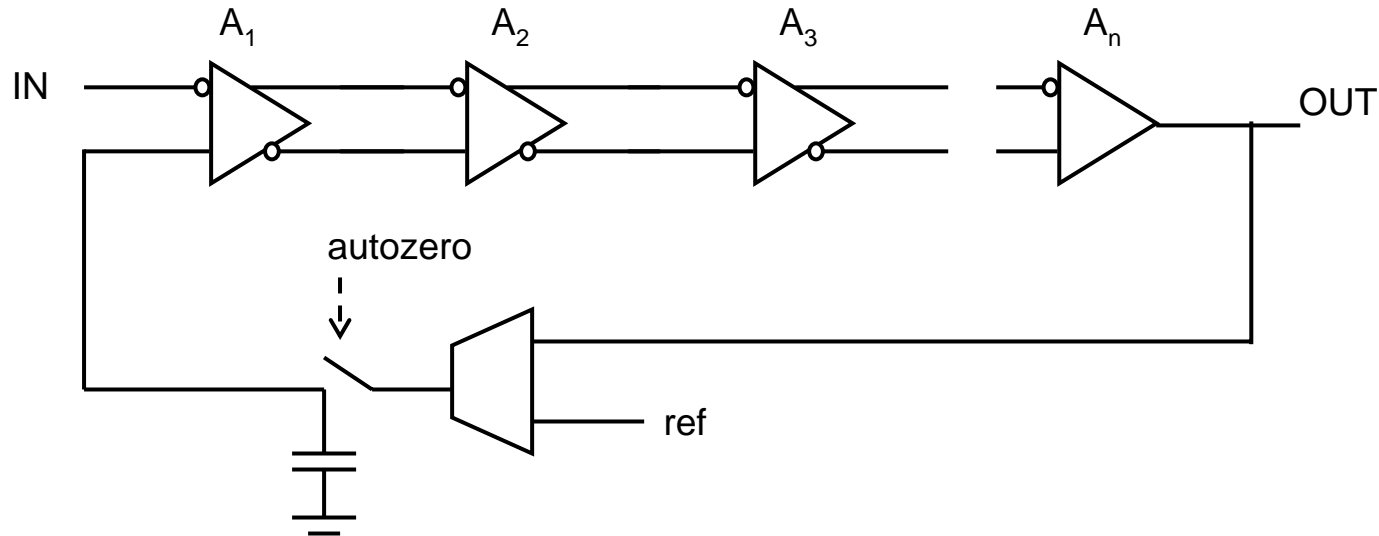 A₁ A₂ A₃ Aₙ
IN
OUT
autozero
ref